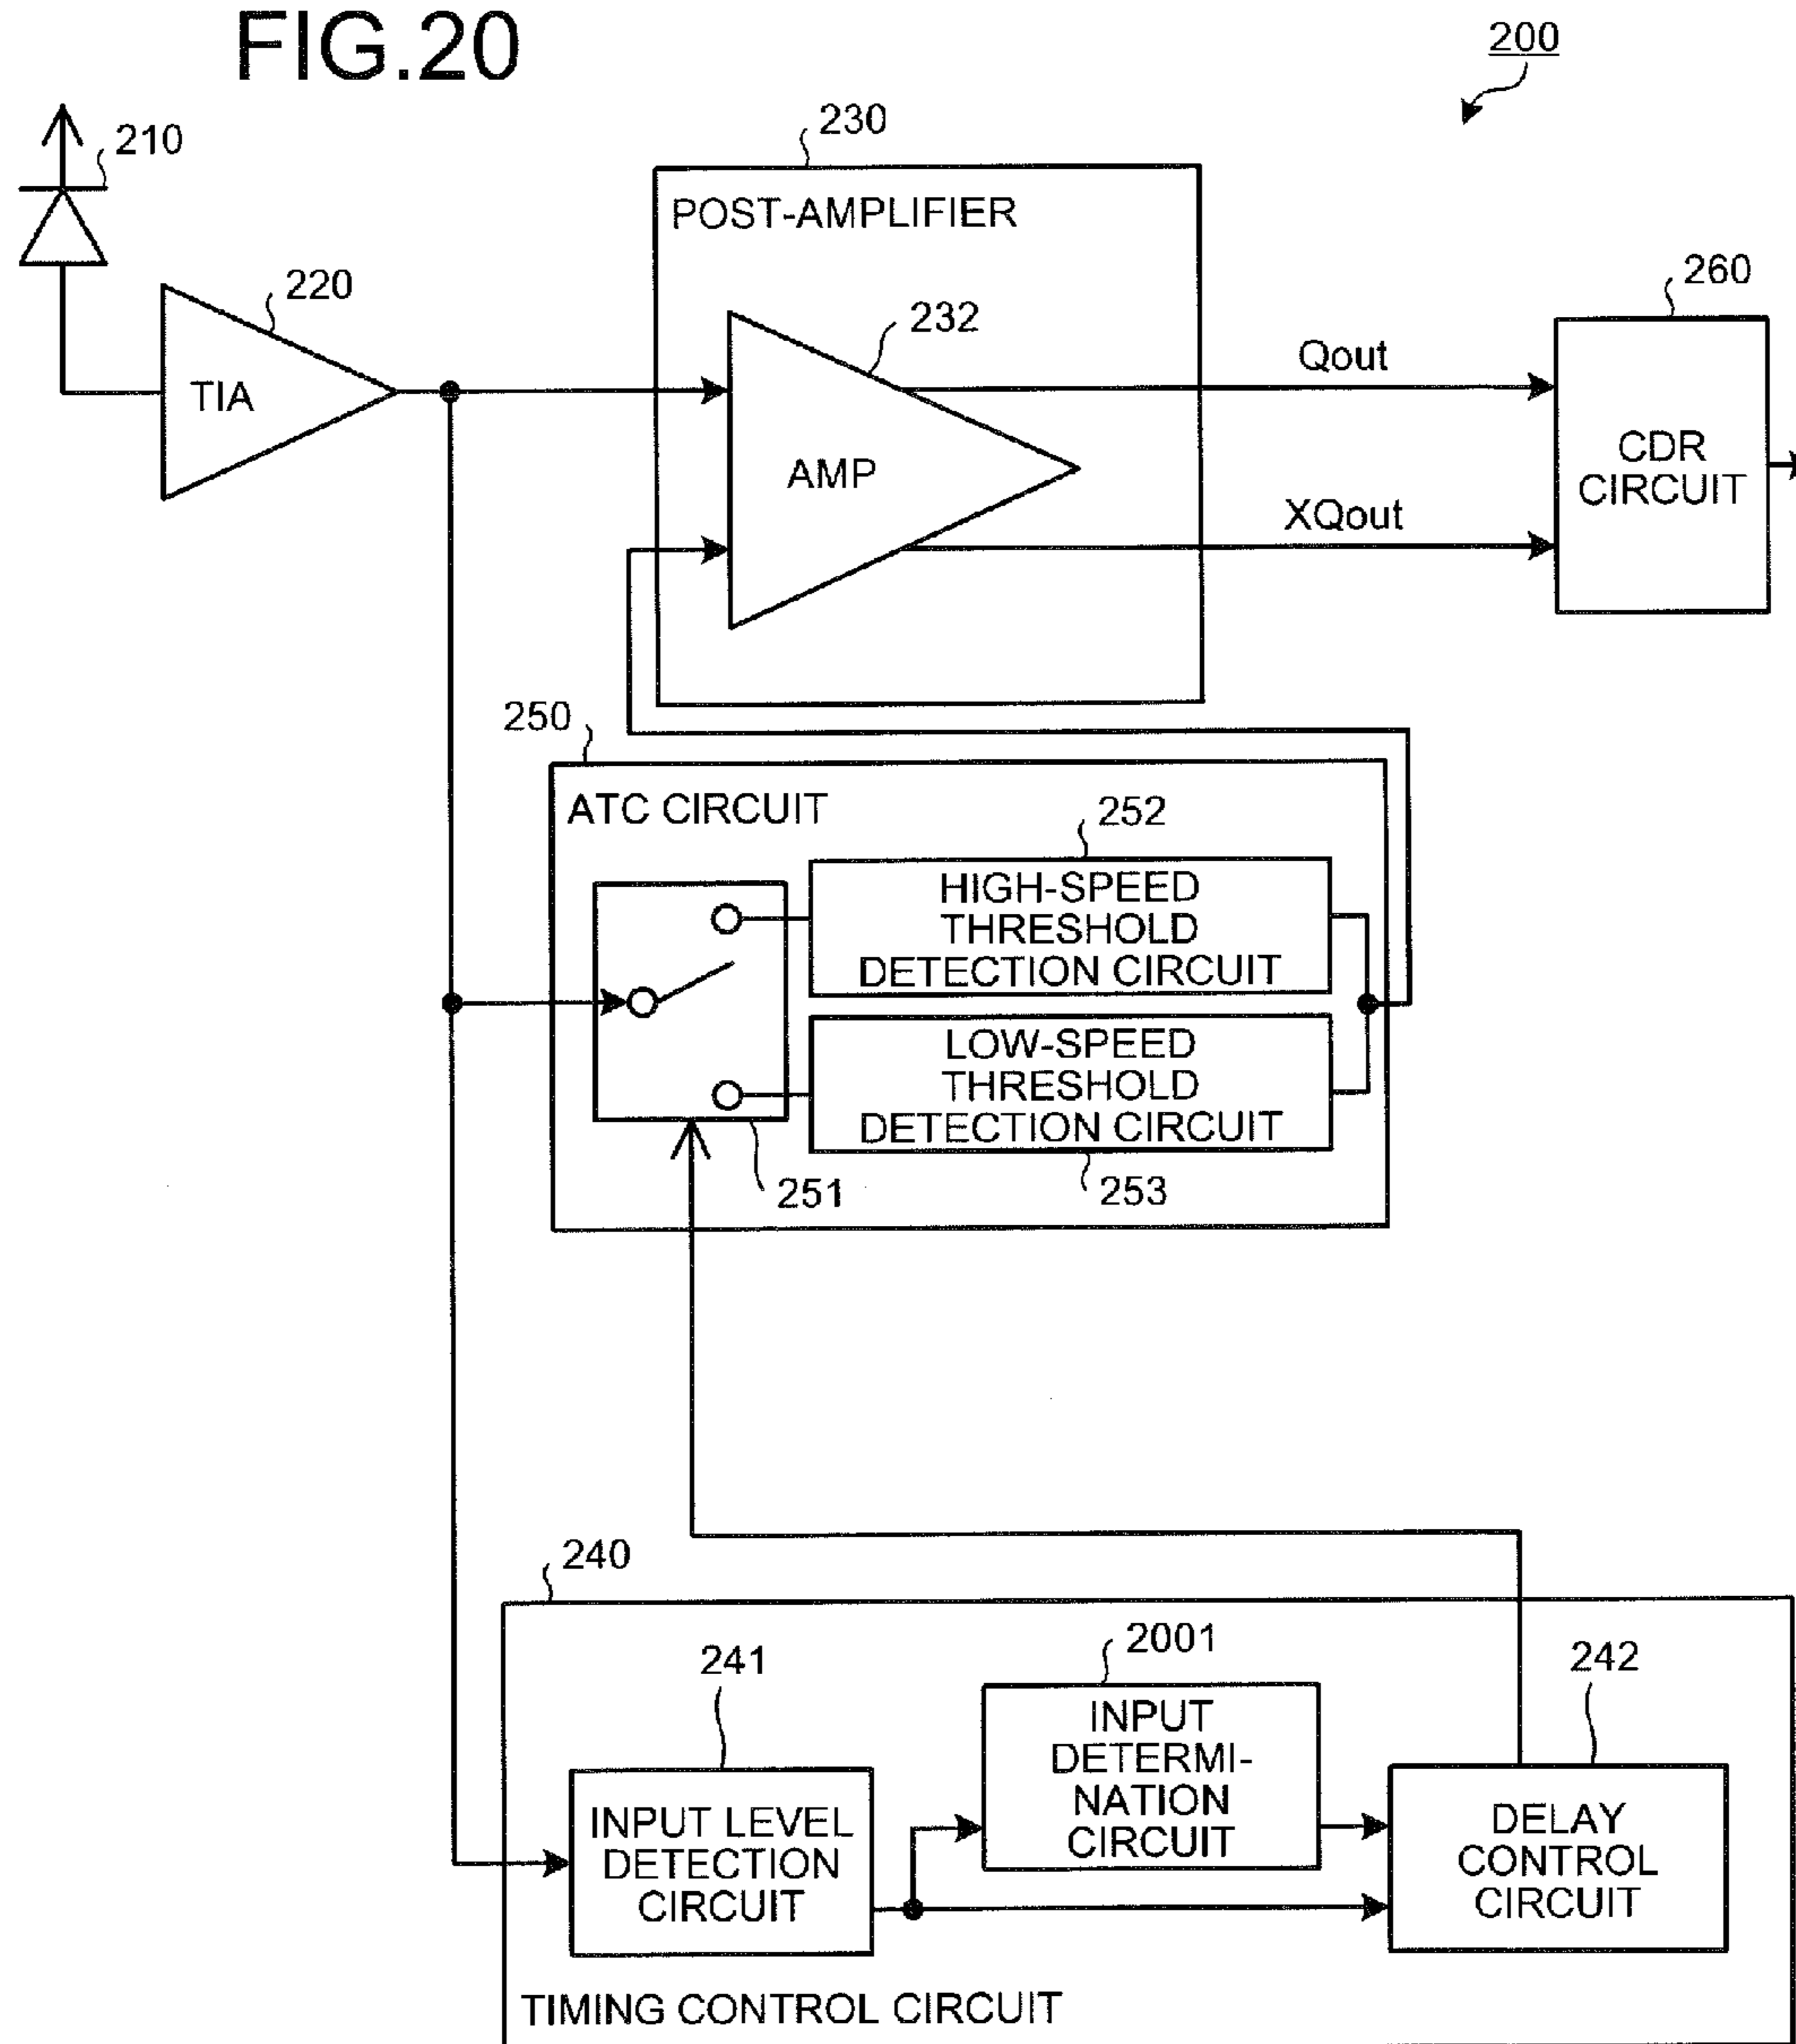 FIG.20
200
210
230
POST-AMPLIFIER
220
232
260
TIA
AMP
Qout
XQout
CDR
CIRCUIT
250
ATC CIRCUIT
252
HIGH-SPEED
THRESHOLD
DETECTION CIRCUIT
LOW-SPEED
THRESHOLD
DETECTION CIRCUIT
251
253
240
241
2001
242
INPUT LEVEL
DETECTION
CIRCUIT
INPUT
DETERMI-
NATION
CIRCUIT
DELAY
CONTROL
CIRCUIT
TIMING CONTROL CIRCUIT